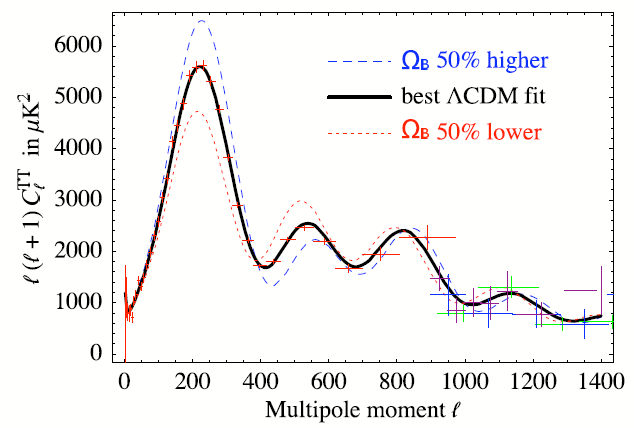 6000
5000
4000
3000
2000
1000
0
ℓ (ℓ + 1) C_ℓ^TT in μK²
Ω_B 50% higher
best ΛCDM fit
Ω_B 50% lower
0 200 400 600 800 1000 1200 1400
Multipole moment ℓ